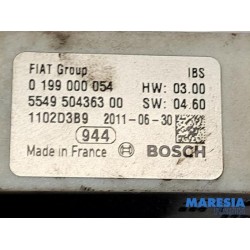 FIAT Group IBS
0 199 000 054 HW: 03.00
5549 504363 00 SW: 04.60
1102D3B9 2011-06-30
944
Made in France BOSCH
MARESIA